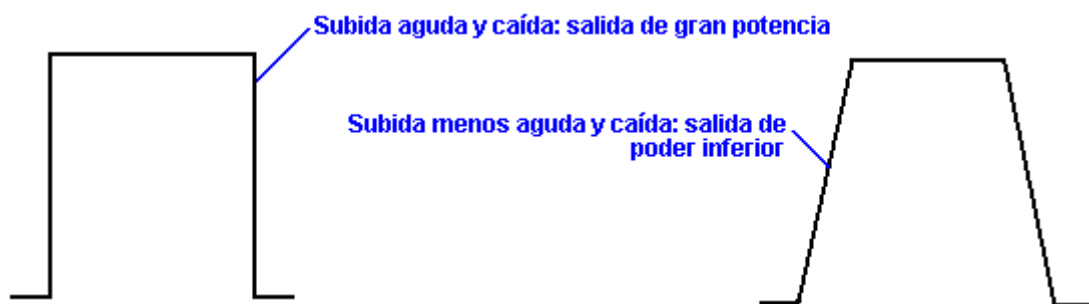 Subida aguda y caída: salida de gran potencia
Subida menos aguda y caída: salida de
poder inferior